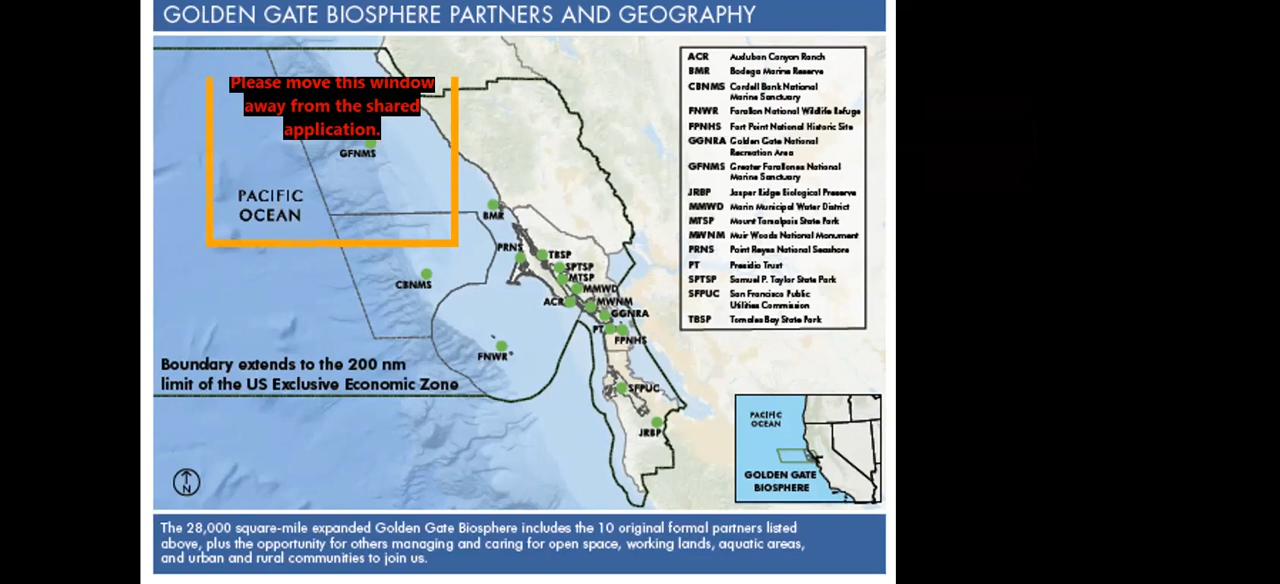 GOLDEN GATE BIOSPHERE PARTNERS AND GEOGRAPHY
Please move this window
away from the shared
application.
GFNMS
PACIFIC
OCEAN
BMR
PRNS
TBSP
SPTSP
MTSP
MMWD
CBNMS
ACR
MWNM
GGNRA
PT
FPNHS
FNWR
SFPUC
JRBP
Boundary extends to the 200 nm
limit of the US Exclusive Economic Zone
N
ACR Audubon Canyon Ranch
BMR Bodega Marine Reserve
CBNMS Cordell Bank National
Marine Sanctuary
FNWR Farallon National Wildlife Refuge
FPNHS Fort Point National Historic Site
GGNRA Golden Gate National
Recreation Area
GFNMS Greater Farallones National
Marine Sanctuary
JRBP Jasper Ridge Biological Preserve
MMWD Marin Municipal Water District
MTSP Mount Tamalpais State Park
MWNM Muir Woods National Monument
PRNS Point Reyes National Seashore
PT Presidio Trust
SPTSP Samuel P. Taylor State Park
SFPUC San Francisco Public
Utilities Commission
TBSP Tomales Bay State Park
PACIFIC
OCEAN
GOLDEN GATE
BIOSPHERE
The 28,000 square-mile expanded Golden Gate Biosphere includes the 10 original formal partners listed
above, plus the opportunity for others managing and caring for open space, working lands, aquatic areas,
and urban and rural communities to join us.